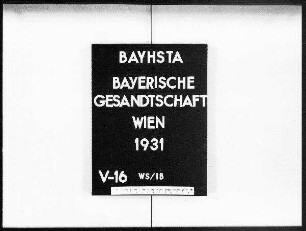 BAYHSTA
BAYERISCHE
GESANDTSCHAFT
WIEN
1931
V-16 WS/18